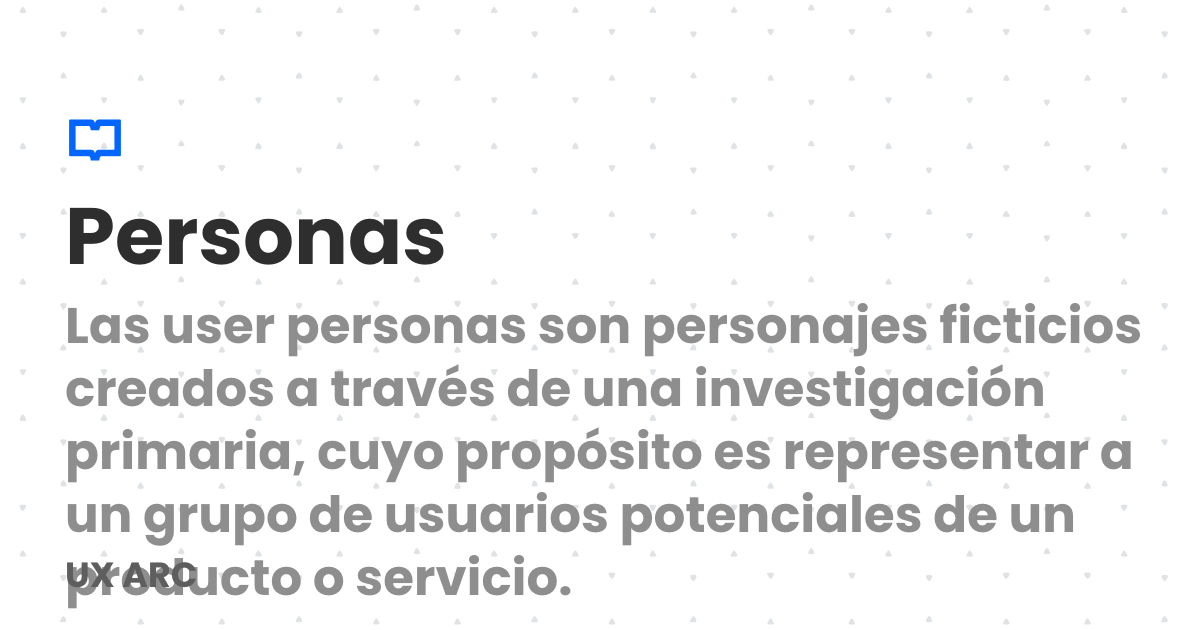 Personas
Las user personas son personajes ficticios
creados a través de una investigación
primaria, cuyo propósito es representar a
un grupo de usuarios potenciales de un
producto o servicio.
UX ARC